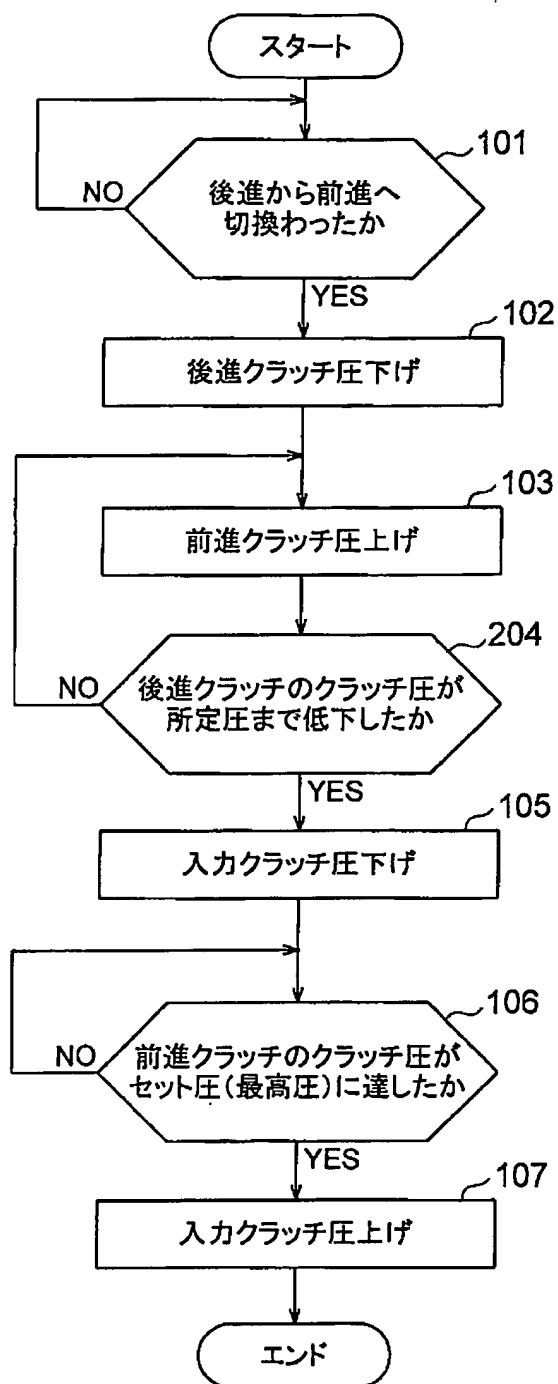 スタート
101
後進から前進へ
切換わったか
NO
YES
102
後進クラッチ圧下げ
103
前進クラッチ圧上げ
204
後進クラッチのクラッチ圧が
所定圧まで低下したか
NO
YES
105
入力クラッチ圧下げ
106
前進クラッチのクラッチ圧が
セット圧(最高圧)に達したか
NO
YES
107
入力クラッチ圧上げ
エンド